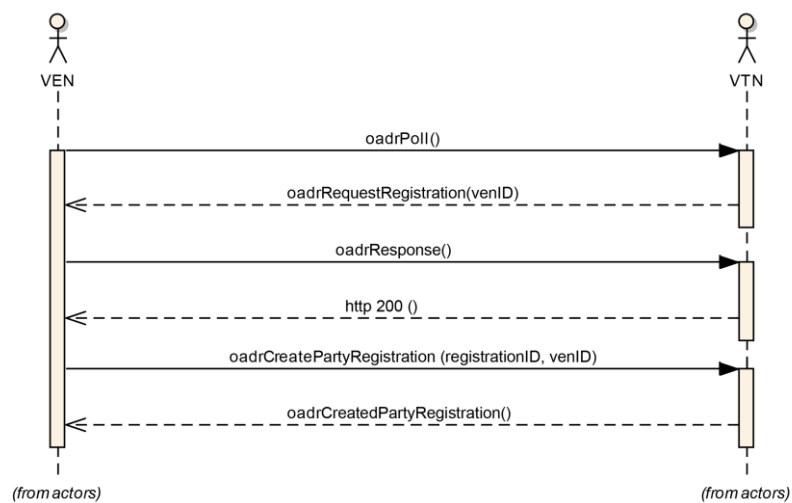 VEN
VTN
oadrPoll()
oadrRequestRegistration(venID)
oadrResponse()
http 200 ()
oadrCreatePartyRegistration (registrationID, venID)
oadrCreatedPartyRegistration()
(from actors)
(from actors)